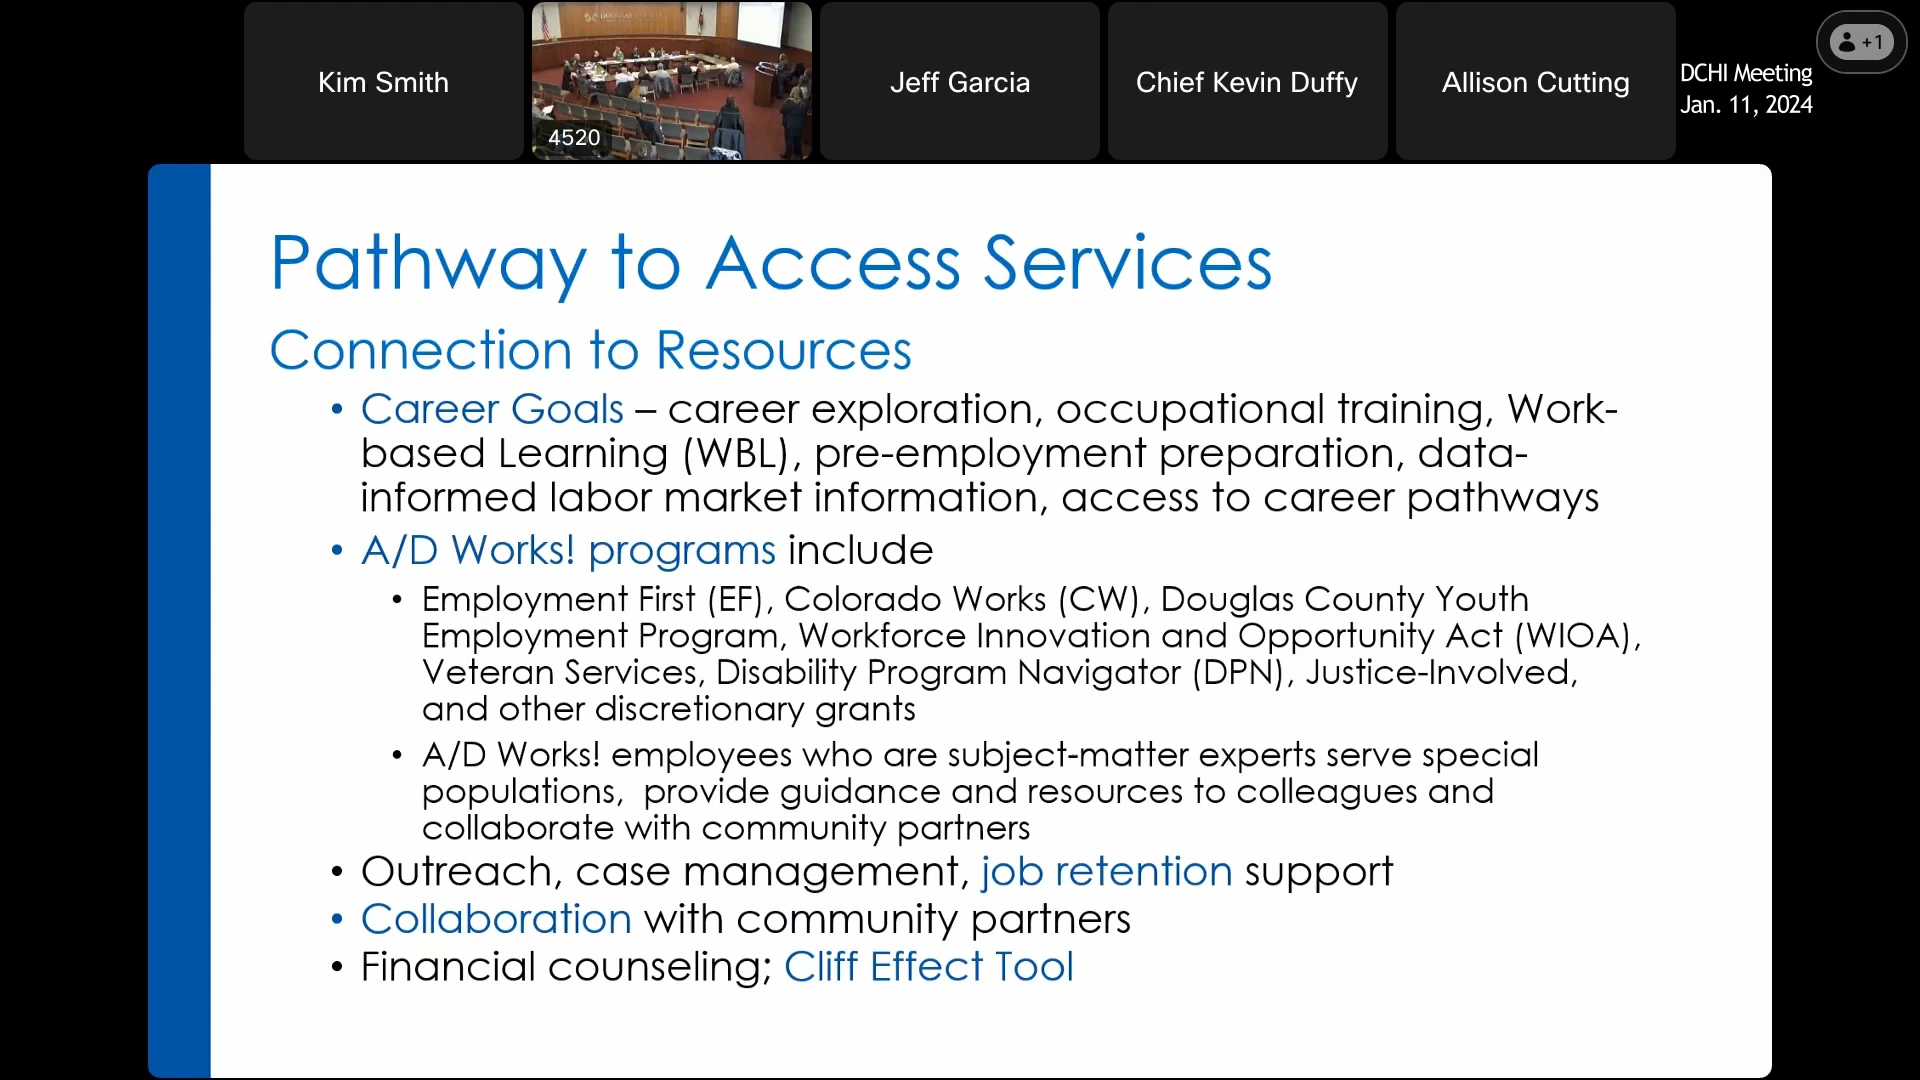 Kim Smith
DOUGLAS COUNTY
4520
Jeff Garcia
Chief Kevin Duffy
Allison Cutting
DCHI Meeting
Jan. 11, 2024
+1
Pathway to Access Services
Connection to Resources
• Career Goals – career exploration, occupational training, Work-
based Learning (WBL), pre-employment preparation, data-
informed labor market information, access to career pathways
• A/D Works! programs include
• Employment First (EF), Colorado Works (CW), Douglas County Youth
Employment Program, Workforce Innovation and Opportunity Act (WIOA),
Veteran Services, Disability Program Navigator (DPN), Justice-Involved,
and other discretionary grants
• A/D Works! employees who are subject-matter experts serve special
populations,  provide guidance and resources to colleagues and
collaborate with community partners
• Outreach, case management, job retention support
• Collaboration with community partners
• Financial counseling; Cliff Effect Tool